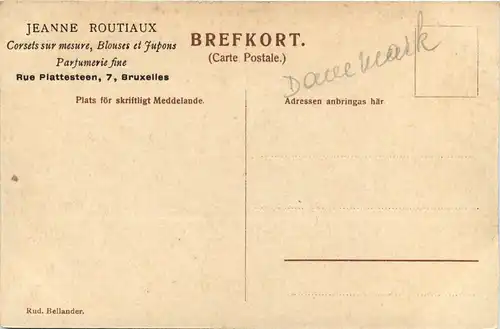 JEANNE ROUTIAUX
Corsets sur mesure, Blouses et Jupons
Parfumerie fine
Rue Plattesteen, 7, Bruxelles
BREFKORT.
(Carte Postale.)
Danemark
Plats för skriftligt Meddelande.
Adressen anbringas här
Rud. Bellander.